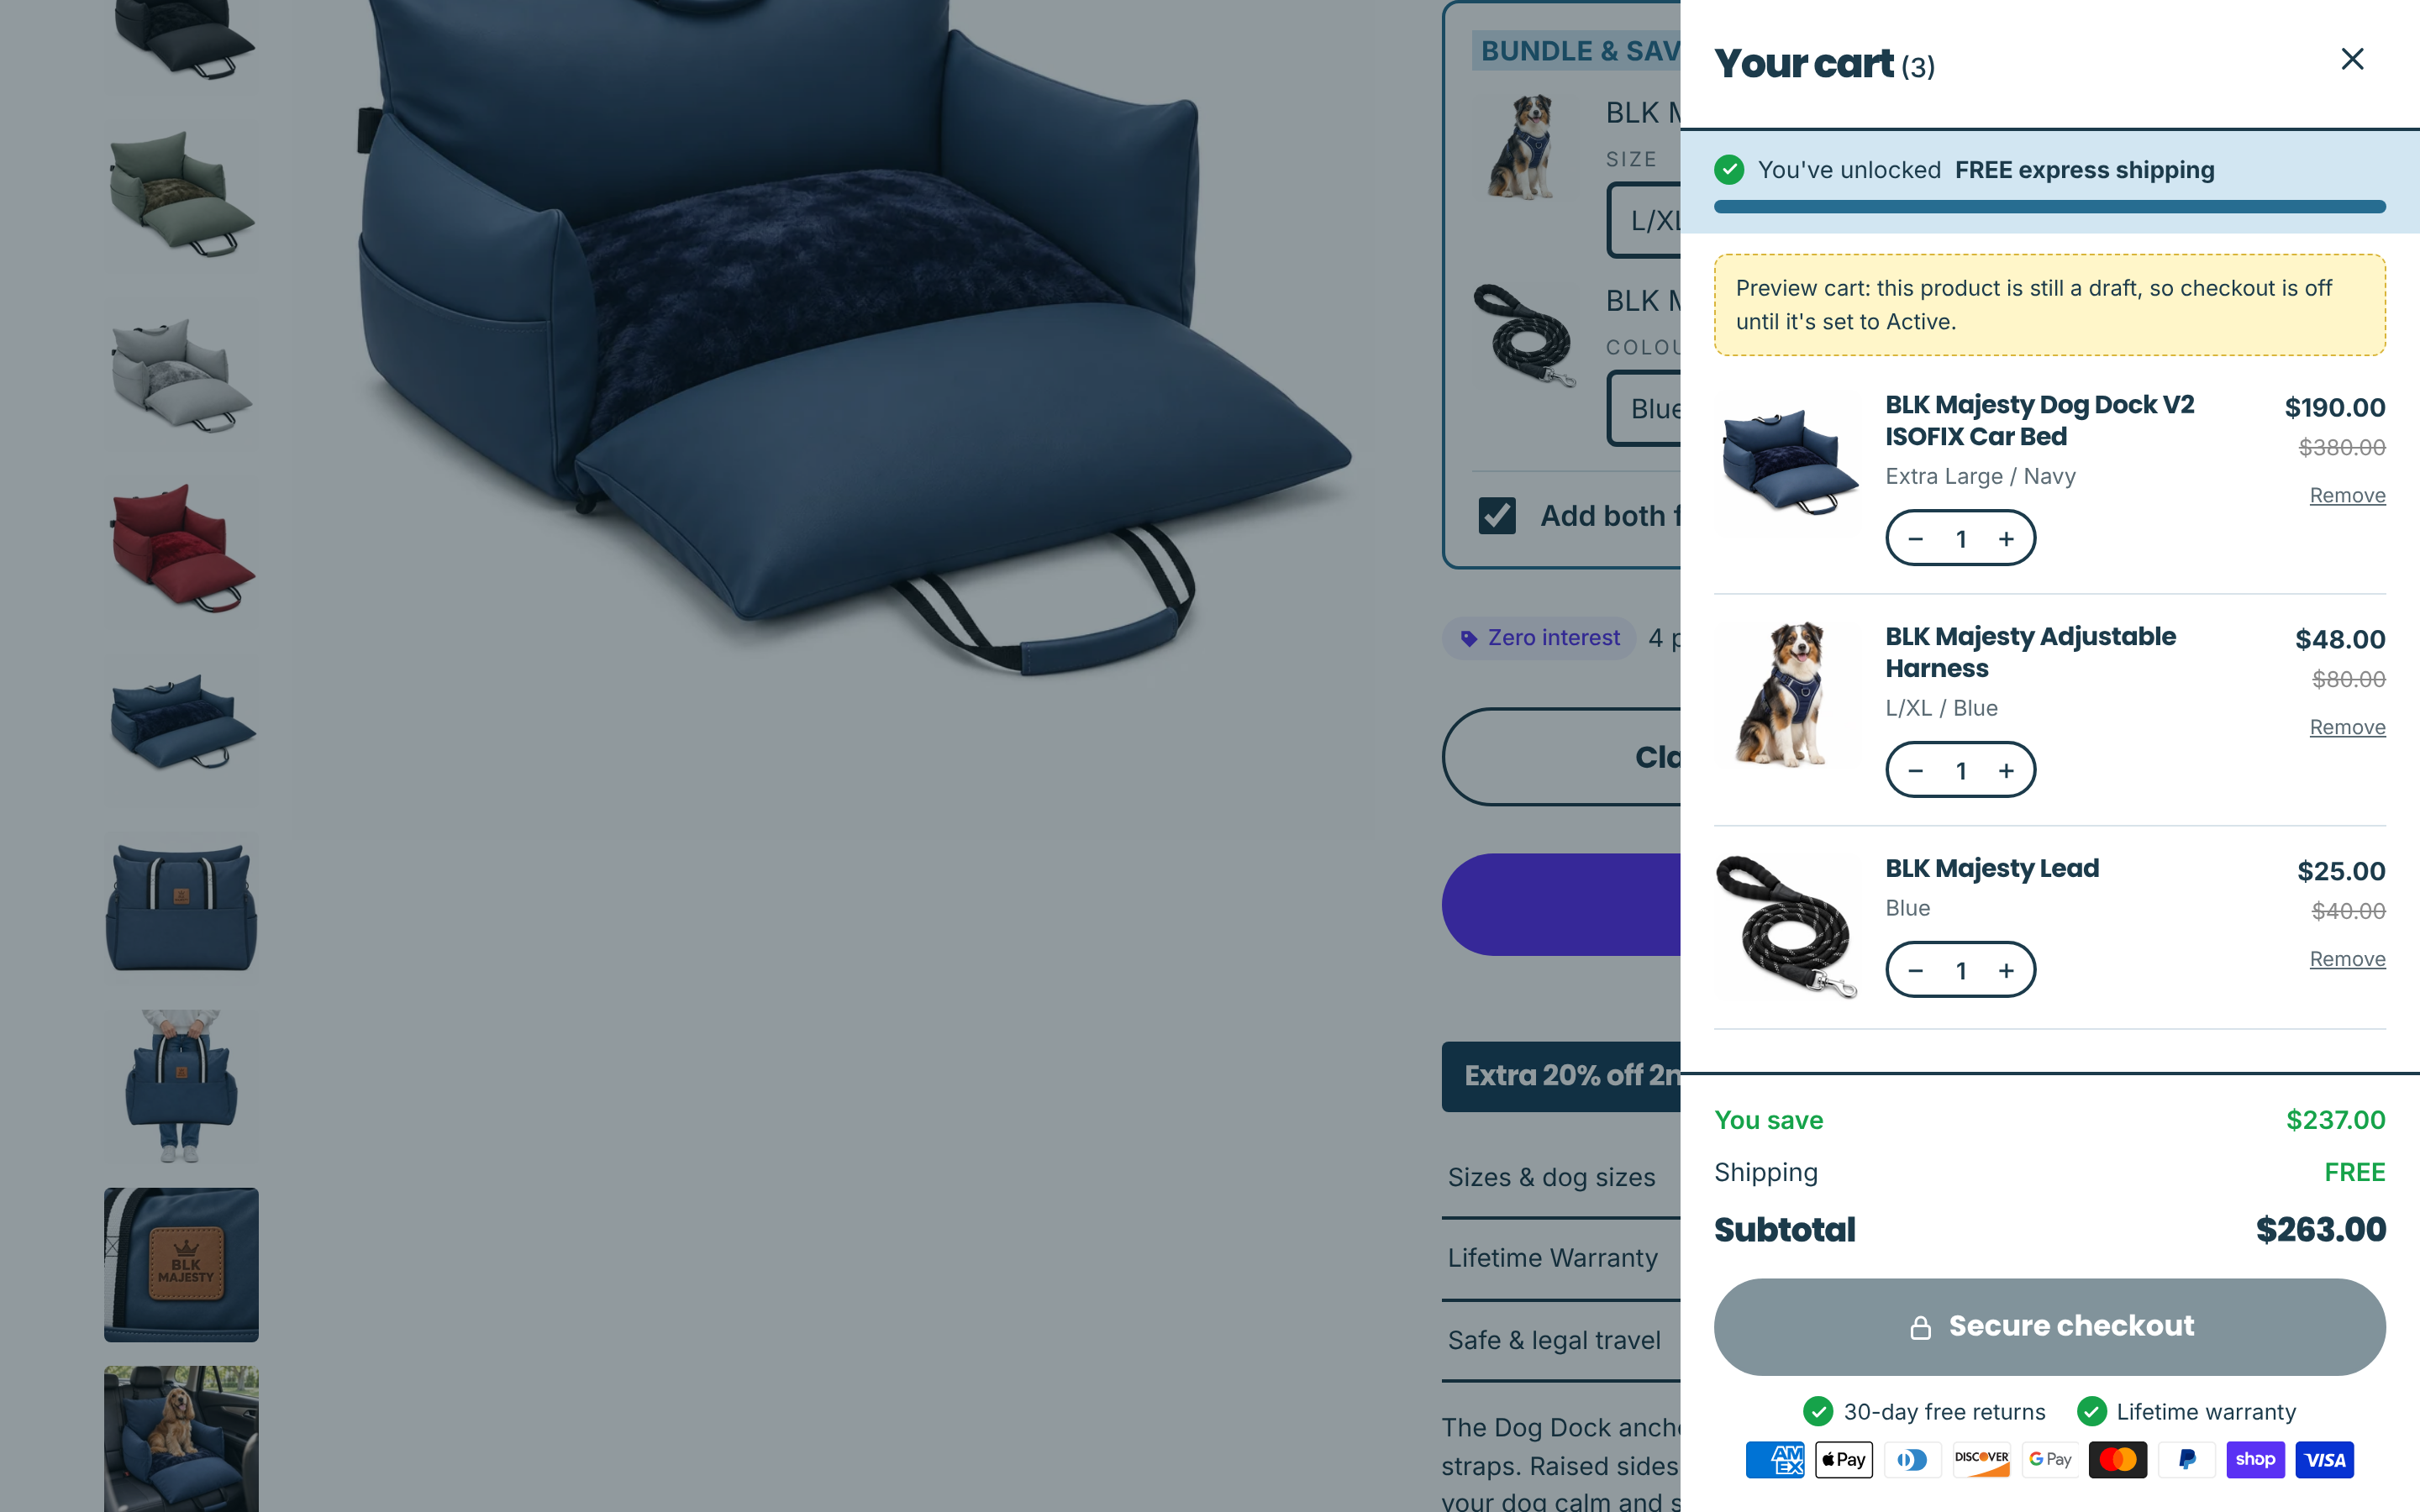 BUNDLE & SAV
BLK M
SIZE
L/XL
BLK M
COLOU
Blue
Add both f
Zero interest
4 p
Cla
Extra 20% off 2n
Sizes & dog sizes
Lifetime Warranty
Safe & legal travel
The Dog Dock ancho
straps. Raised sides
your dog calm and s
BLK
MAJESTY
Your cart (3)
You've unlocked FREE express shipping
Preview cart: this product is still a draft, so checkout is off
until it's set to Active.
BLK Majesty Dog Dock V2
ISOFIX Car Bed
Extra Large / Navy
− 1 +
$190.00
$380.00
Remove
BLK Majesty Adjustable
Harness
L/XL / Blue
− 1 +
$48.00
$80.00
Remove
BLK Majesty Lead
Blue
− 1 +
$25.00
$40.00
Remove
You save $237.00
Shipping FREE
Subtotal $263.00
Secure checkout
30-day free returns
Lifetime warranty
AM
EX
Pay
DISCOVER
G Pay
shop
VISA